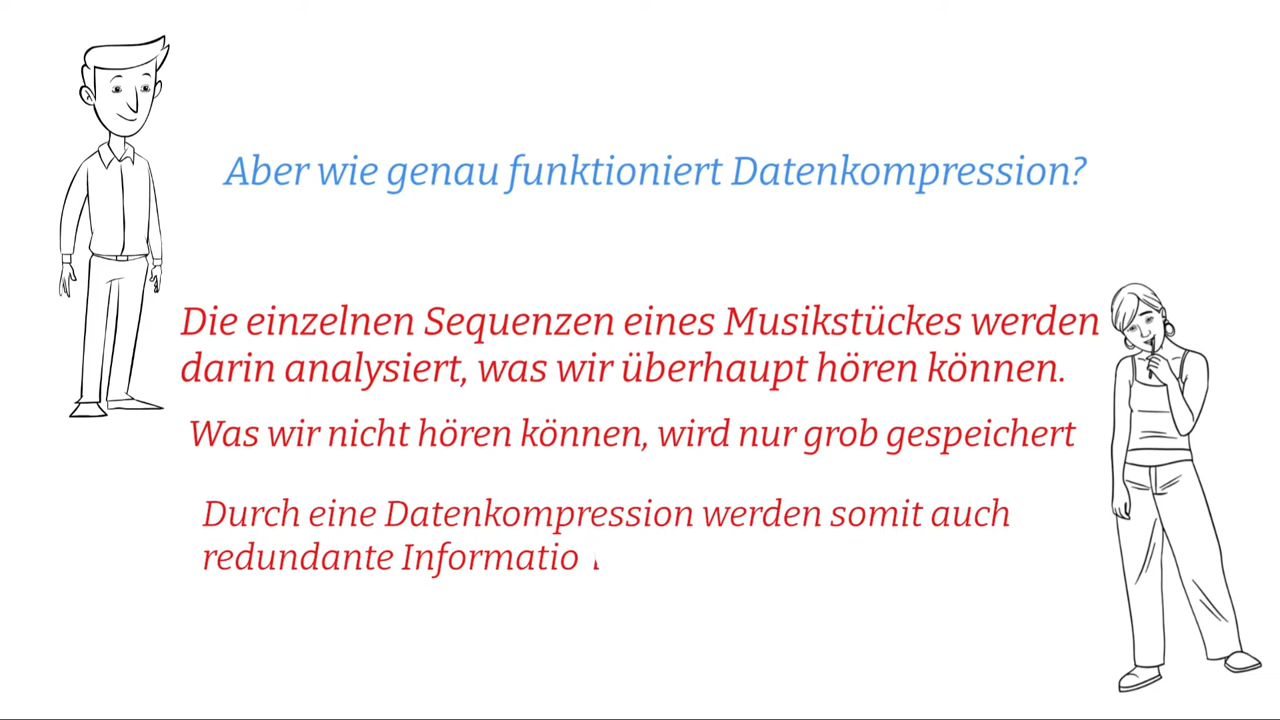 Aber wie genau funktioniert Datenkompression?
Die einzelnen Sequenzen eines Musikstückes werden
darin analysiert, was wir überhaupt hören können.
Was wir nicht hören können, wird nur grob gespeichert
Durch eine Datenkompression werden somit auch
redundante Informatio